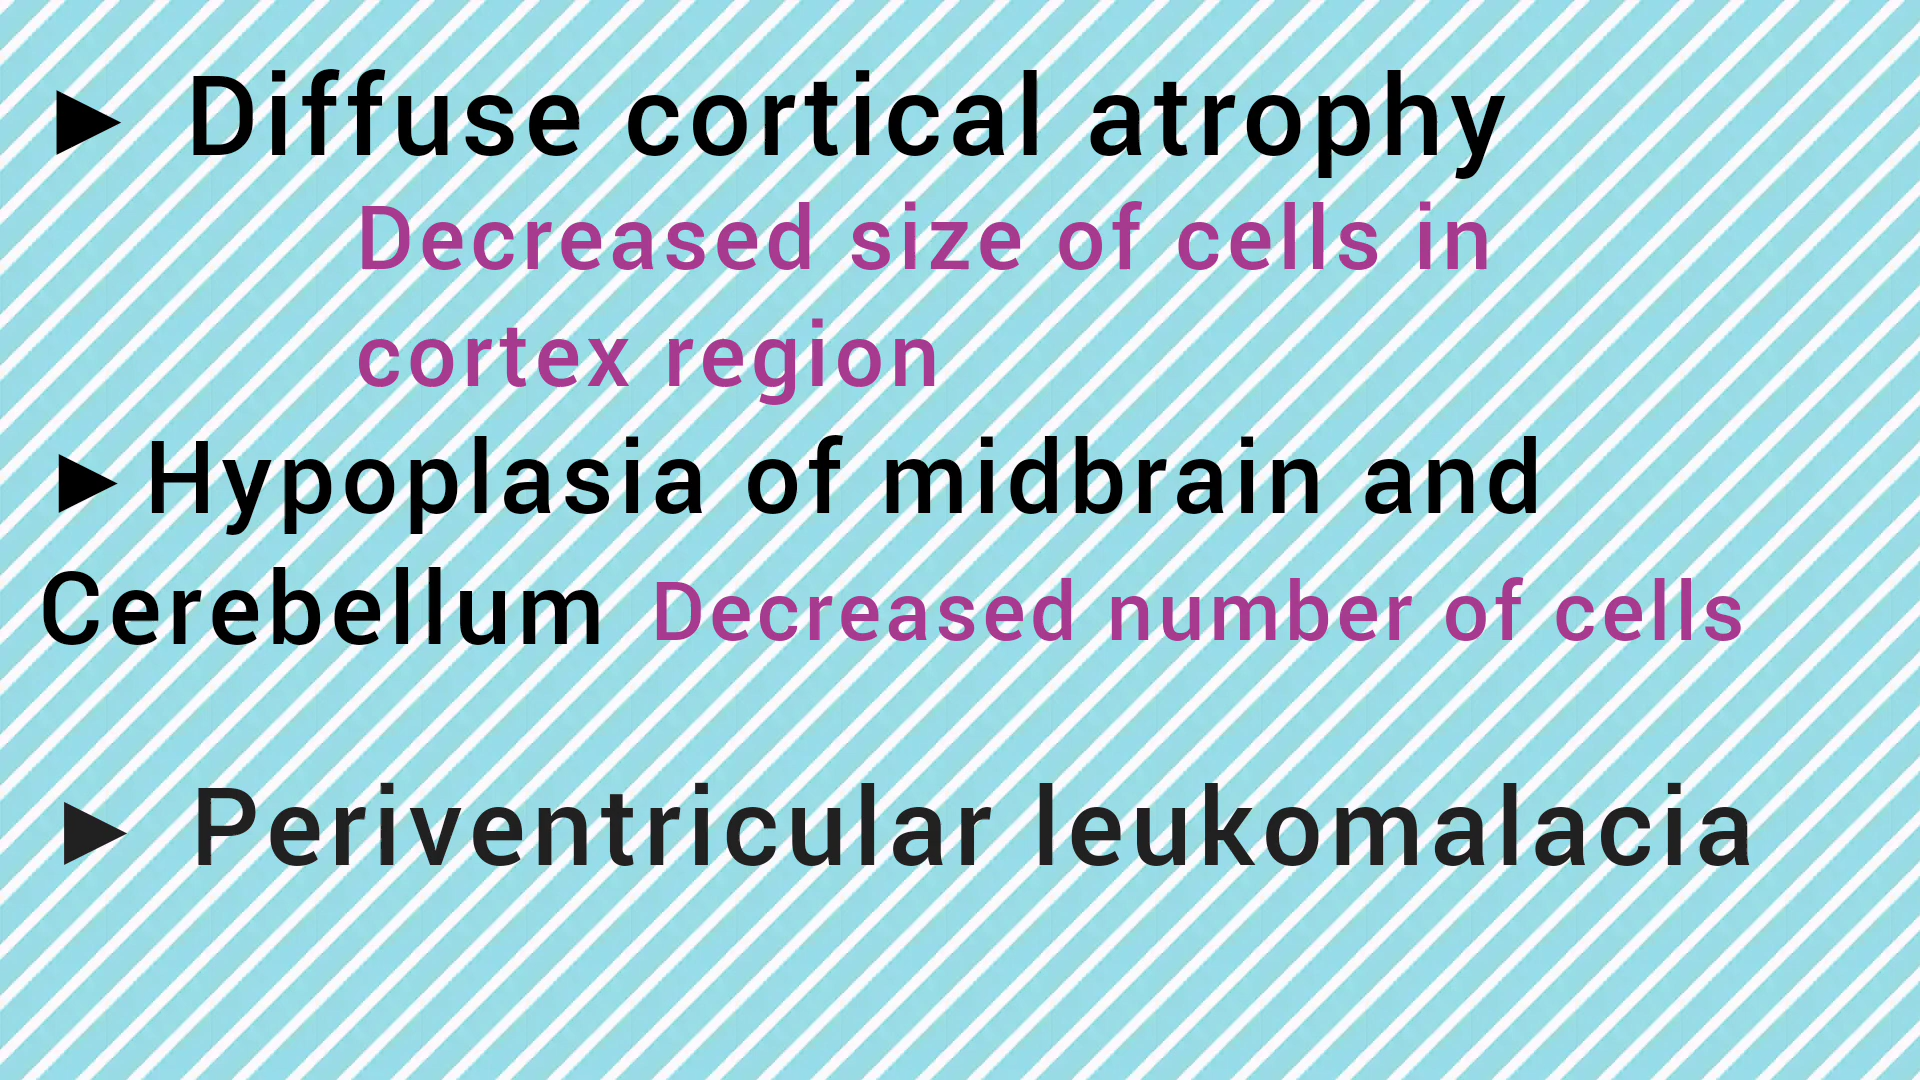 ► Diffuse cortical atrophy
Decreased size of cells in
cortex region
► Hypoplasia of midbrain and
Cerebellum Decreased number of cells
► Periventricular leukomalacia